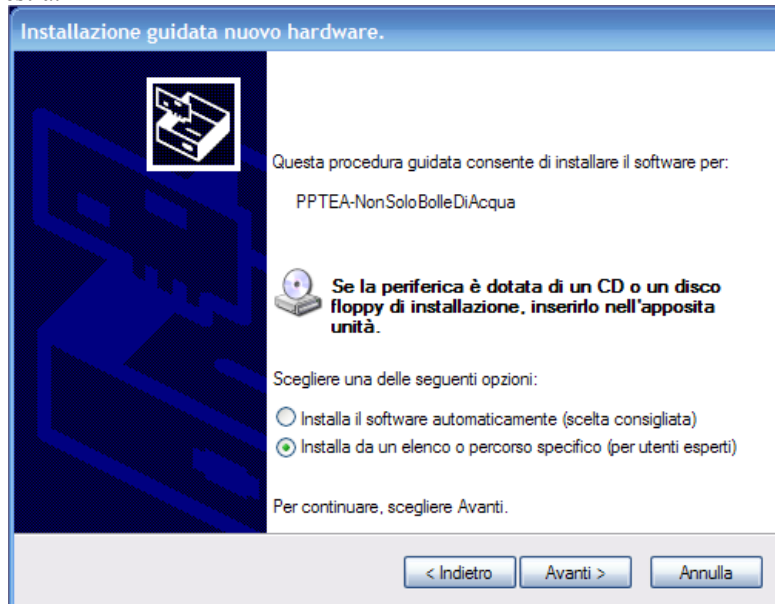 Installazione guidata nuovo hardware.
Questa procedura guidata consente di installare il software per:
PPTEA-NonSoloBolleDiAcqua
Se la periferica è dotata di un CD o un disco
floppy di installazione, inserirlo nell'apposita
unità.
Scegliere una delle seguenti opzioni:
Installa il software automaticamente (scelta consigliata)
Installa da un elenco o percorso specifico (per utenti esperti)
Per continuare, scegliere Avanti.
< Indietro Avanti > Annulla